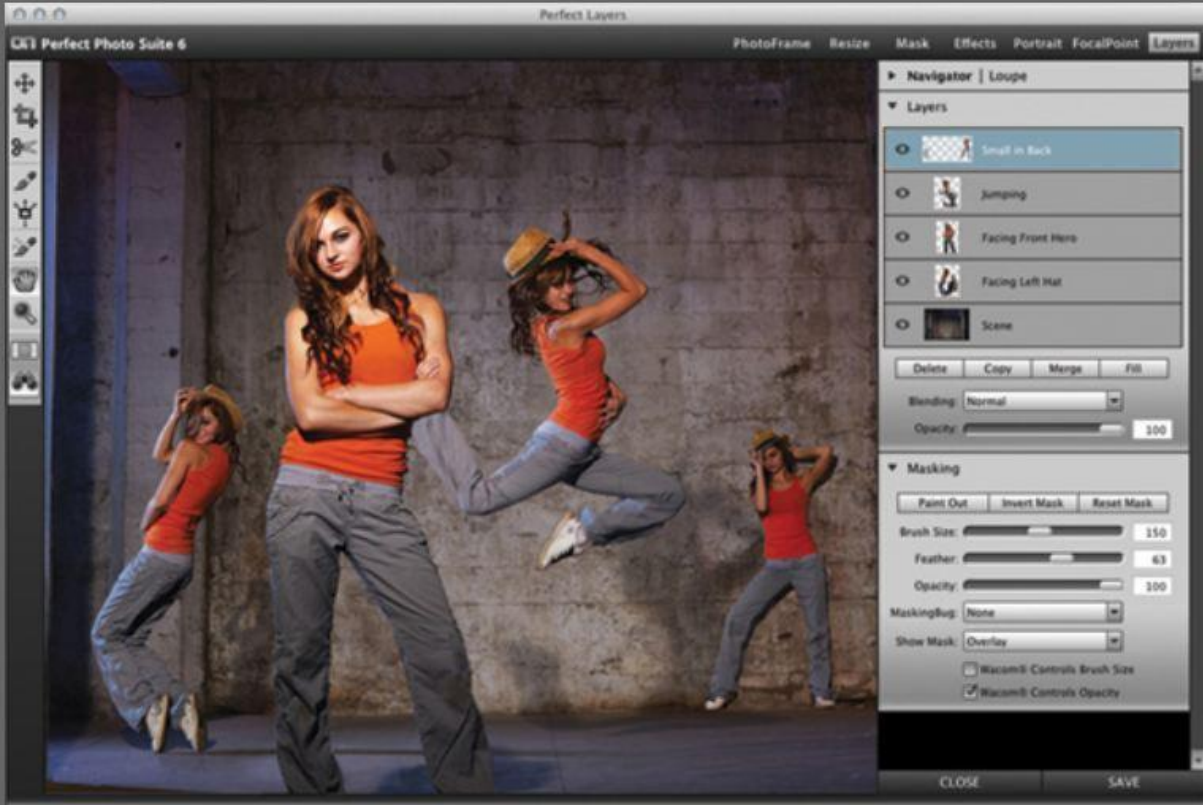 Perfect Layers
Perfect Photo Suite 6
PhotoFrame Resize Mask Effects Portrait FocalPoint Layers
Navigator | Loupe
Layers
Small in Back
Jumping
Facing Front Hero
Facing Left Hat
Scene
Delete Copy Merge Fill
Blending: Normal
Opacity: 100
Masking
Paint Out Invert Mask Reset Mask
Brush Size: 150
Feather: 63
Opacity: 100
MaskingBug: None
Show Mask: Overlay
Wacom® Controls Brush Size
Wacom® Controls Opacity
CLOSE SAVE